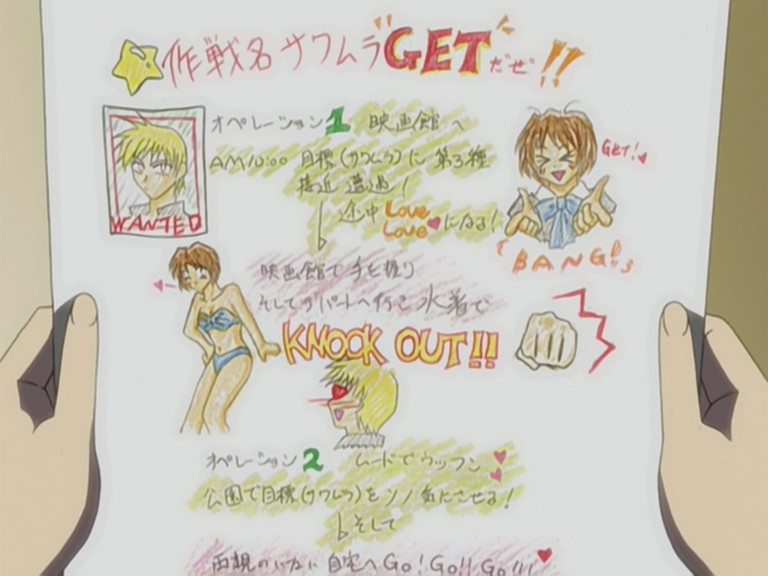 作戦名サワムラGETだぜ!!
オペレーション1 映画館へ
AM10:00 目標(サワムラ)に第3種
接近遭遇!
GET!
WANTED
途中Love Love♥になる!
BANG!!
映画館で手を握り
そしてデパートへ行き水着で
KNOCK OUT!!
オペレーション2 ムードでウッフン♥
公園で目標(サワムラ)をソノ気にさせる!
そして
両親のいない自宅へGo!Go!!Go!!!♥